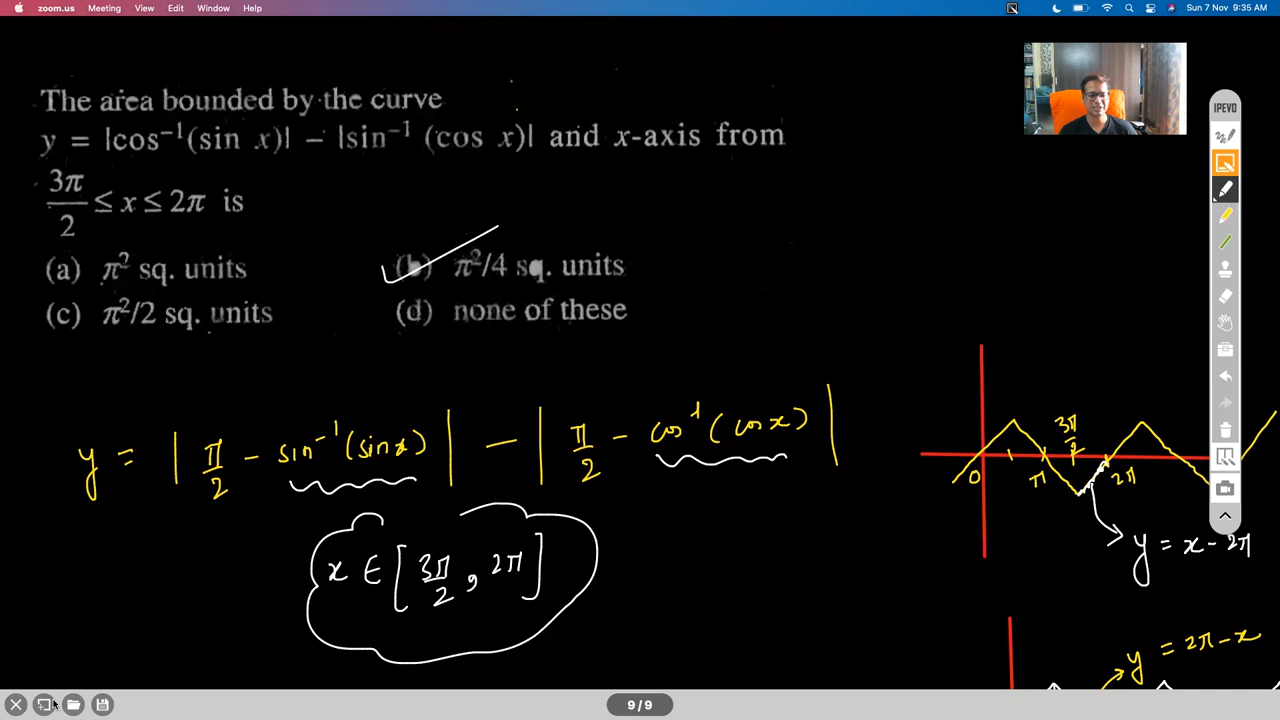 zoom.us Meeting View Edit Window Help Sun 7 Nov 9:35 AM
The area bounded by the curve
y = |cos⁻¹(sin x)| – |sin⁻¹ (cos x)| and x-axis from
3π/2 ≤ x ≤ 2π is
(a) π² sq. units (b) π²/4 sq. units
(c) π²/2 sq. units (d) none of these
IPEVO
y = | π/2 – sin⁻¹(sinx) | – | π/2 – cos⁻¹(cosx) |
x ∈ [3π/2, 2π]
0 π 3π/2 2π
y = x – 2π
y = 2π – x
9/9